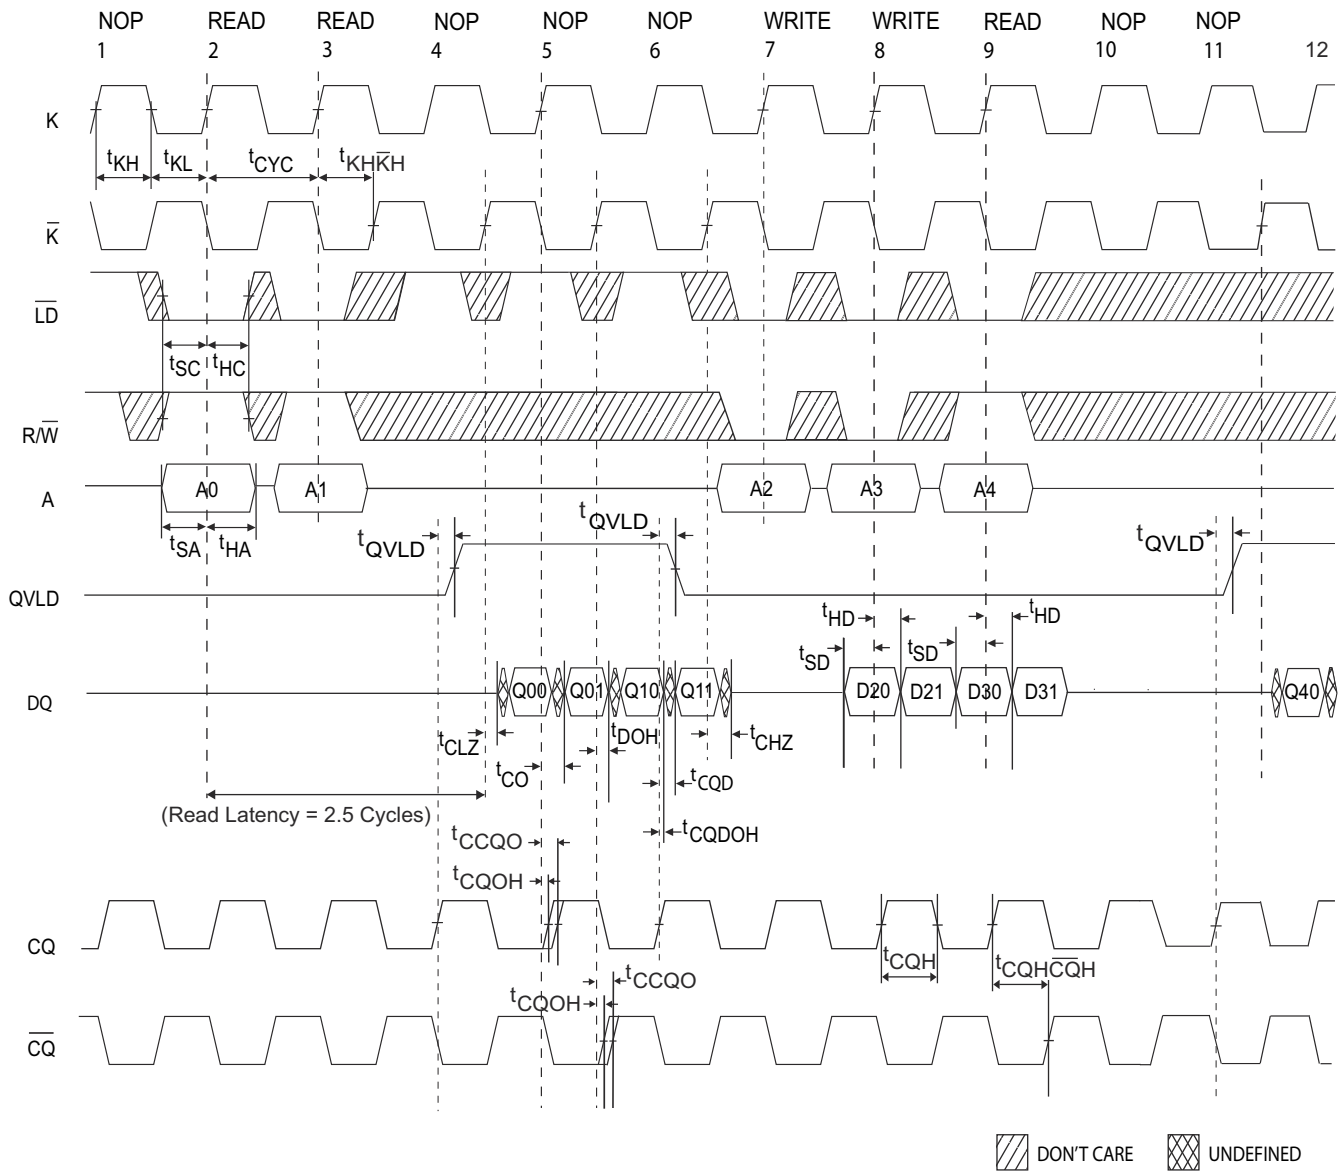 NOP READ READ NOP NOP NOP WRITE WRITE READ NOP NOP
1 2 3 4 5 6 7 8 9 10 11 12
K
tKH tKL tCYC tKHK̅H
K̅
L̅D̅
tSC tHC
R/W̅
A A0 A1 A2 A3 A4
tSA tHA tQVLD tQVLD tQVLD
QVLD
tHD tHD
tSD tSD
DQ Q00 Q01 Q10 Q11 D20 D21 D30 D31 Q40
tCLZ tDOH tCHZ
tCO tCQD
(Read Latency = 2.5 Cycles)
tCQDOH
tCCQO
tCQOH
CQ
tCQH tCQHC̅Q̅H
tCCQO
tCQOH
C̅Q̅
DON'T CARE UNDEFINED